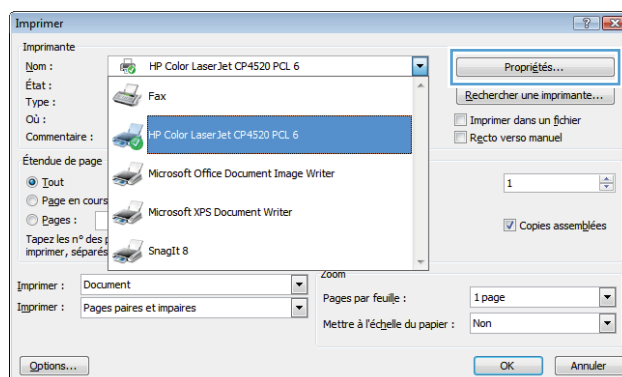 Imprimer
Imprimante
Nom : HP Color LaserJet CP4520 PCL 6 Propriétés...
État :
Type : Fax Rechercher une imprimante...
Où : Imprimer dans un fichier
Commentaire : HP Color LaserJet CP4520 PCL 6 Recto verso manuel
Étendue de page
Tout Microsoft Office Document Image Writer 1
Page en cours
Pages : Microsoft XPS Document Writer Copies assemblées
Tapez les n° des
imprimer, séparés SnagIt 8
Zoom
Imprimer : Document
Pages par feuille : 1 page
Imprimer : Pages paires et impaires
Mettre à l'échelle du papier : Non
Options... OK Annuler